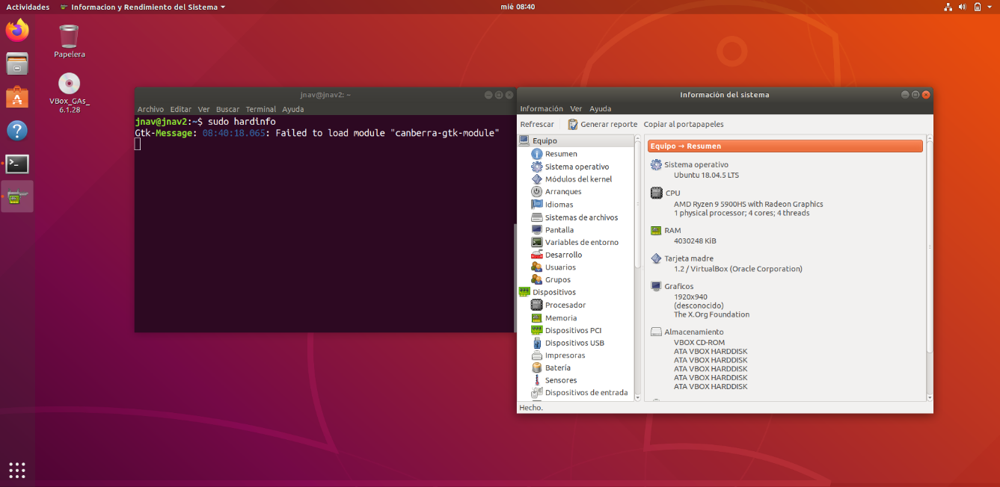 Actividades
Informacion y Rendimiento del Sistema
mié 08:40
Papelera
VBox_GAs_
6.1.28
jnav@jnav2: ~
Archivo Editar Ver Buscar Terminal Ayuda
jnav@jnav2:~$ sudo hardinfo
Gtk-Message: 08:40:18.065: Failed to load module "canberra-gtk-module"
Información del sistema
Información Ver Ayuda
Refrescar Generar reporte Copiar al portapapeles
Equipo
Resumen
Sistema operativo
Módulos del kernel
Arranques
Idiomas
Sistemas de archivos
Pantalla
Variables de entorno
Desarrollo
Usuarios
Grupos
Dispositivos
Procesador
Memoria
Dispositivos PCI
Dispositivos USB
Impresoras
Batería
Sensores
Dispositivos de entrada
Equipo → Resumen
Sistema operativo
Ubuntu 18.04.5 LTS
CPU
AMD Ryzen 9 5900HS with Radeon Graphics
1 physical processor; 4 cores; 4 threads
RAM
4030248 KiB
Tarjeta madre
1.2 / VirtualBox (Oracle Corporation)
Graficos
1920x940
(desconocido)
The X.Org Foundation
Almacenamiento
VBOX CD-ROM
ATA VBOX HARDDISK
ATA VBOX HARDDISK
ATA VBOX HARDDISK
ATA VBOX HARDDISK
ATA VBOX HARDDISK
Hecho.